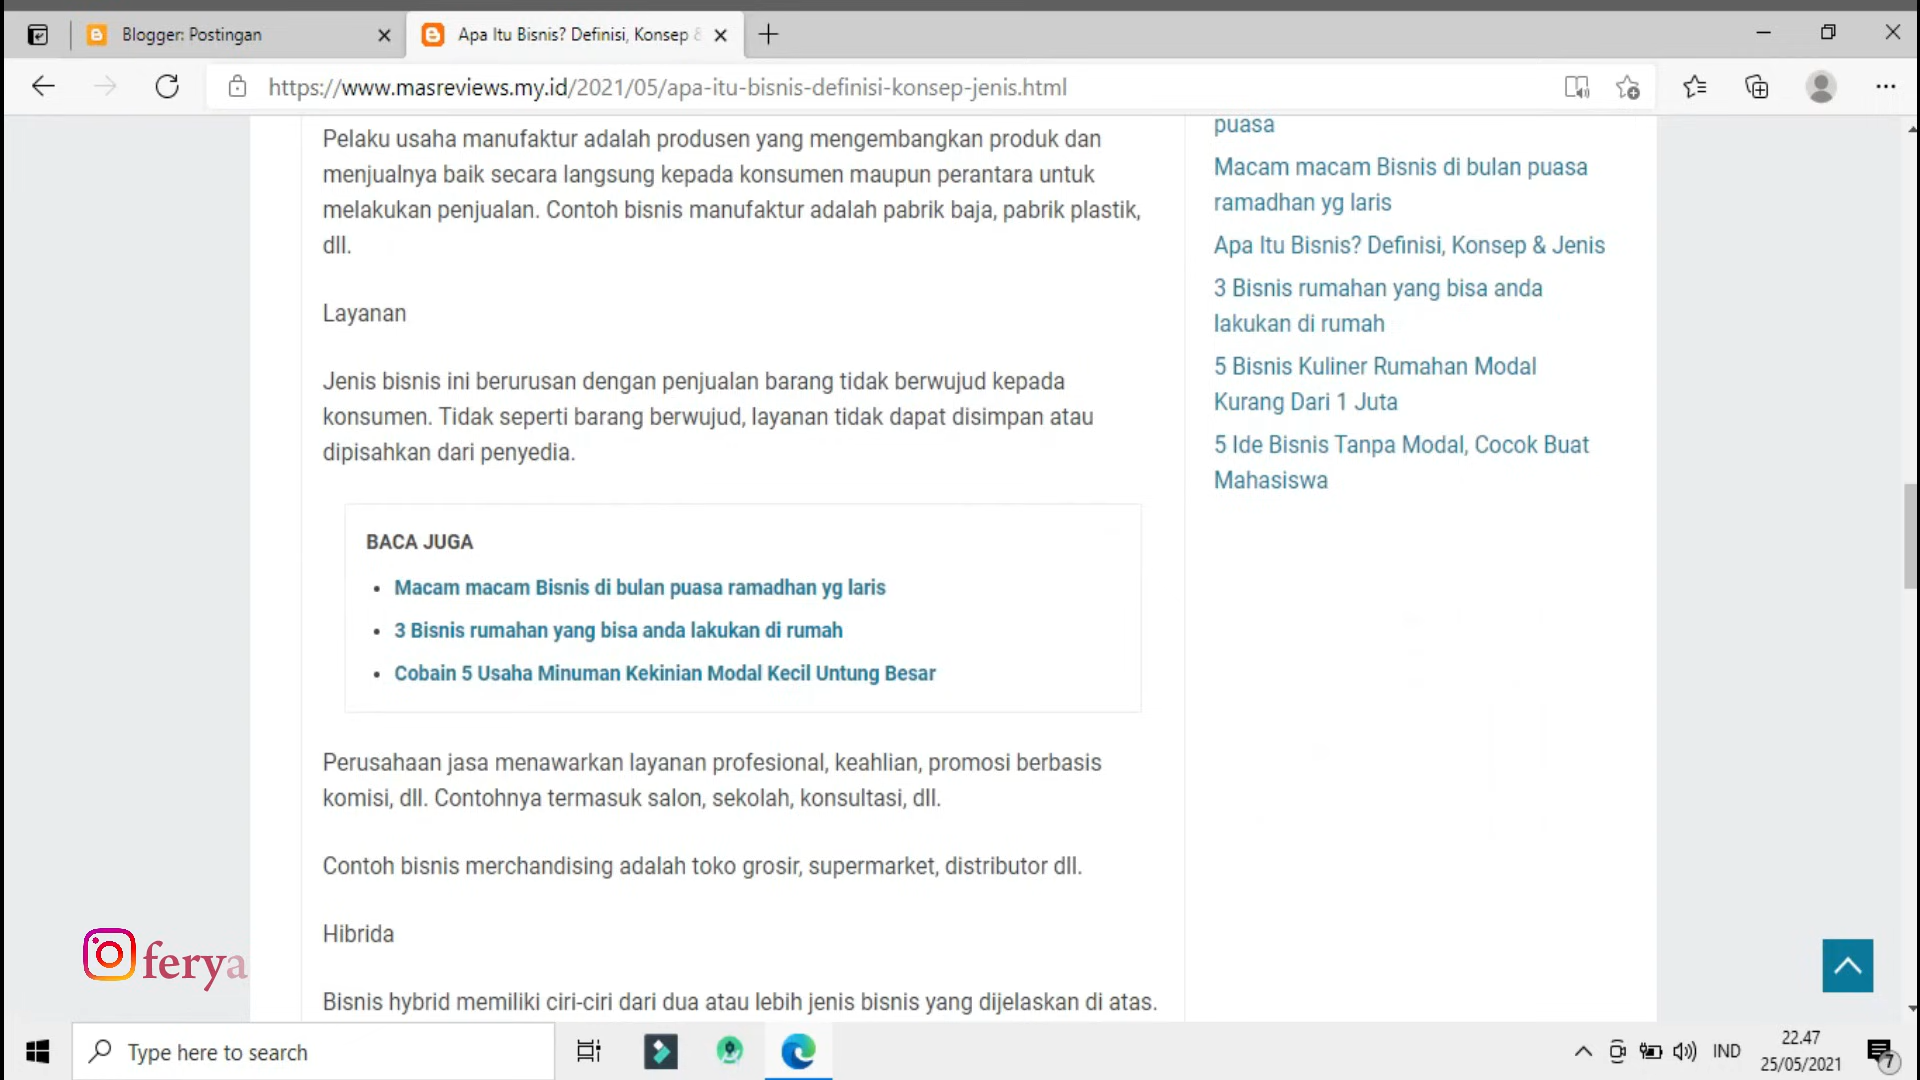 Blogger: Postingan
Apa Itu Bisnis? Definisi, Konsep &
https://www.masreviews.my.id/2021/05/apa-itu-bisnis-definisi-konsep-jenis.html
Pelaku usaha manufaktur adalah produsen yang mengembangkan produk dan
menjualnya baik secara langsung kepada konsumen maupun perantara untuk
melakukan penjualan. Contoh bisnis manufaktur adalah pabrik baja, pabrik plastik,
dll.
Layanan
Jenis bisnis ini berurusan dengan penjualan barang tidak berwujud kepada
konsumen. Tidak seperti barang berwujud, layanan tidak dapat disimpan atau
dipisahkan dari penyedia.
BACA JUGA
• Macam macam Bisnis di bulan puasa ramadhan yg laris
• 3 Bisnis rumahan yang bisa anda lakukan di rumah
• Cobain 5 Usaha Minuman Kekinian Modal Kecil Untung Besar
Perusahaan jasa menawarkan layanan profesional, keahlian, promosi berbasis
komisi, dll. Contohnya termasuk salon, sekolah, konsultasi, dll.
Contoh bisnis merchandising adalah toko grosir, supermarket, distributor dll.
Hibrida
Bisnis hybrid memiliki ciri-ciri dari dua atau lebih jenis bisnis yang dijelaskan di atas.
puasa
Macam macam Bisnis di bulan puasa
ramadhan yg laris
Apa Itu Bisnis? Definisi, Konsep & Jenis
3 Bisnis rumahan yang bisa anda
lakukan di rumah
5 Bisnis Kuliner Rumahan Modal
Kurang Dari 1 Juta
5 Ide Bisnis Tanpa Modal, Cocok Buat
Mahasiswa
ferya
Type here to search
IND
22.47
25/05/2021
7